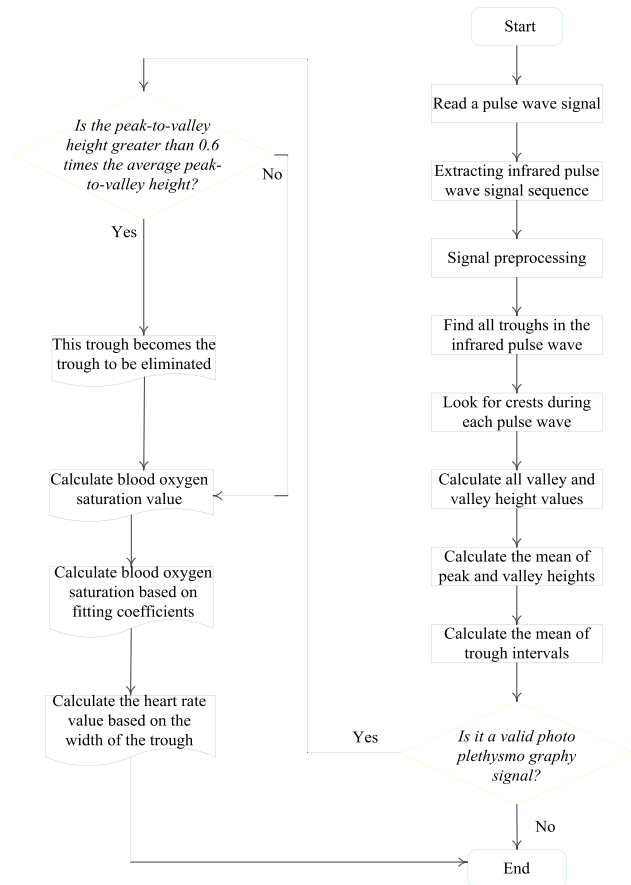 Start
Read a pulse wave signal
Extracting infrared pulse
wave signal sequence
Signal preprocessing
Find all troughs in the
infrared pulse wave
Look for crests during
each pulse wave
Calculate all valley and
valley height values
Calculate the mean of
peak and valley heights
Calculate the mean of
trough intervals
Is it a valid photo
plethysmo graphy
signal?
Yes
No
End
Is the peak-to-valley
height greater than 0.6
times the average peak-
to-valley height?
No
Yes
This trough becomes the
trough to be eliminated
Calculate blood oxygen
saturation value
Calculate blood oxygen
saturation based on
fitting coefficients
Calculate the heart rate
value based on the
width of the trough